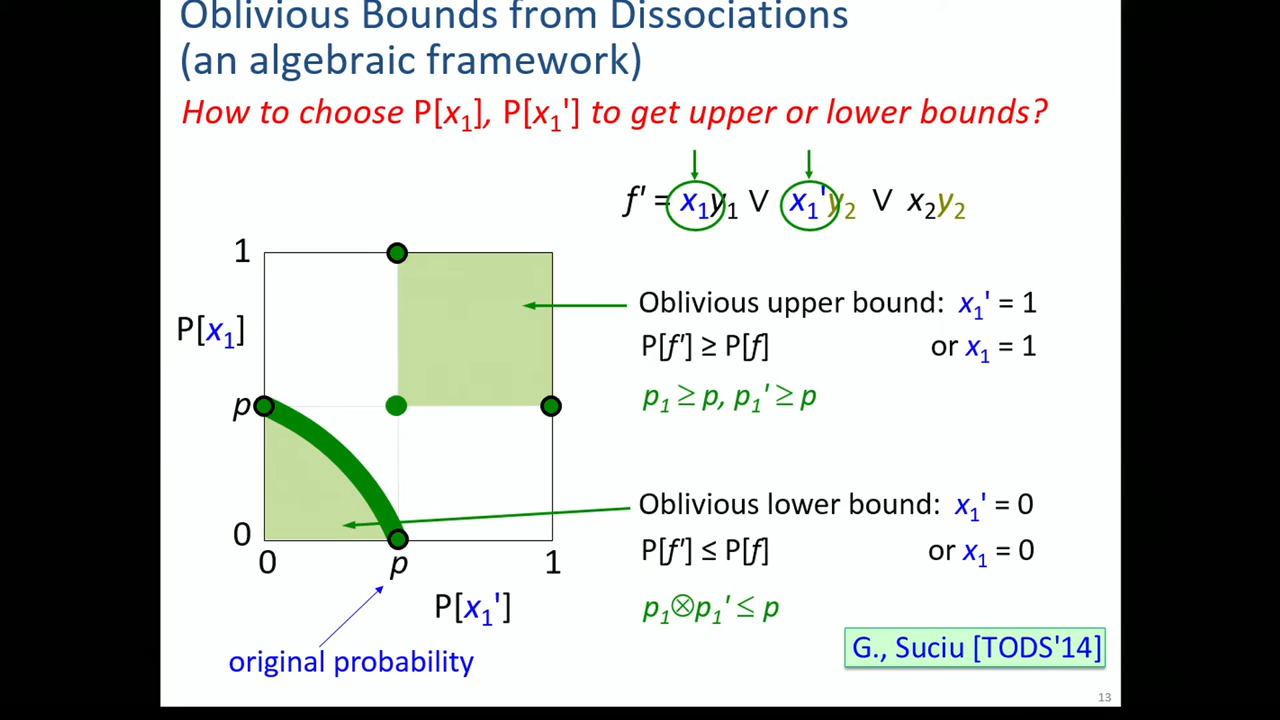 Oblivious Bounds from Dissociations
(an algebraic framework)
How to choose P[x₁], P[x₁'] to get upper or lower bounds?
f' = x₁y₁ ∨ x₁'y₂ ∨ x₂y₂
1
P[x₁]
p
0
0
p
1
P[x₁']
original probability
Oblivious upper bound: x₁' = 1
P[f'] ≥ P[f] or x₁ = 1
p₁ ≥ p, p₁' ≥ p
Oblivious lower bound: x₁' = 0
P[f'] ≤ P[f] or x₁ = 0
p₁⊗p₁' ≤ p
G., Suciu [TODS'14]
13